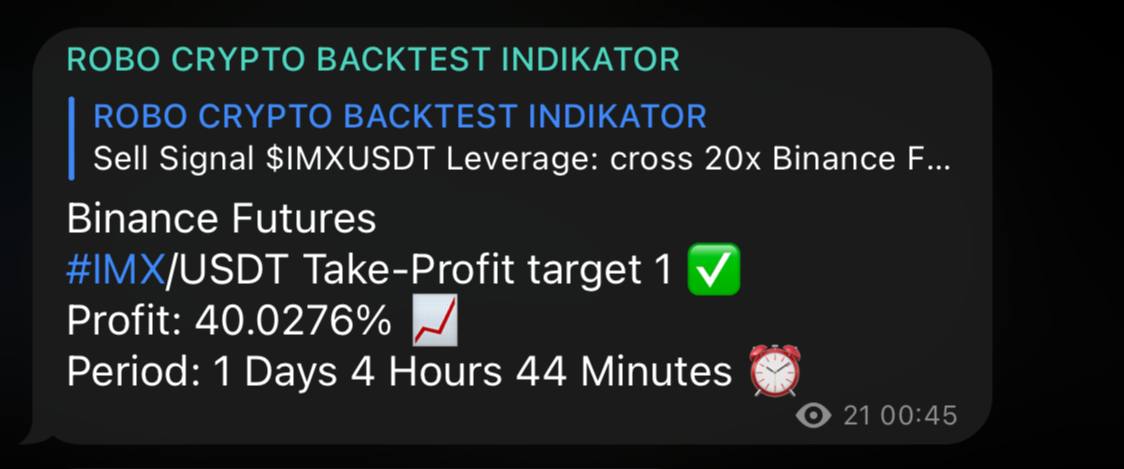 ROBO CRYPTO BACKTEST INDIKATOR
ROBO CRYPTO BACKTEST INDIKATOR
Sell Signal $IMXUSDT Leverage: cross 20x Binance F...
Binance Futures
#IMX/USDT Take-Profit target 1 ✅
Profit: 40.0276% 📈
Period: 1 Days 4 Hours 44 Minutes ⏰
21 00:45